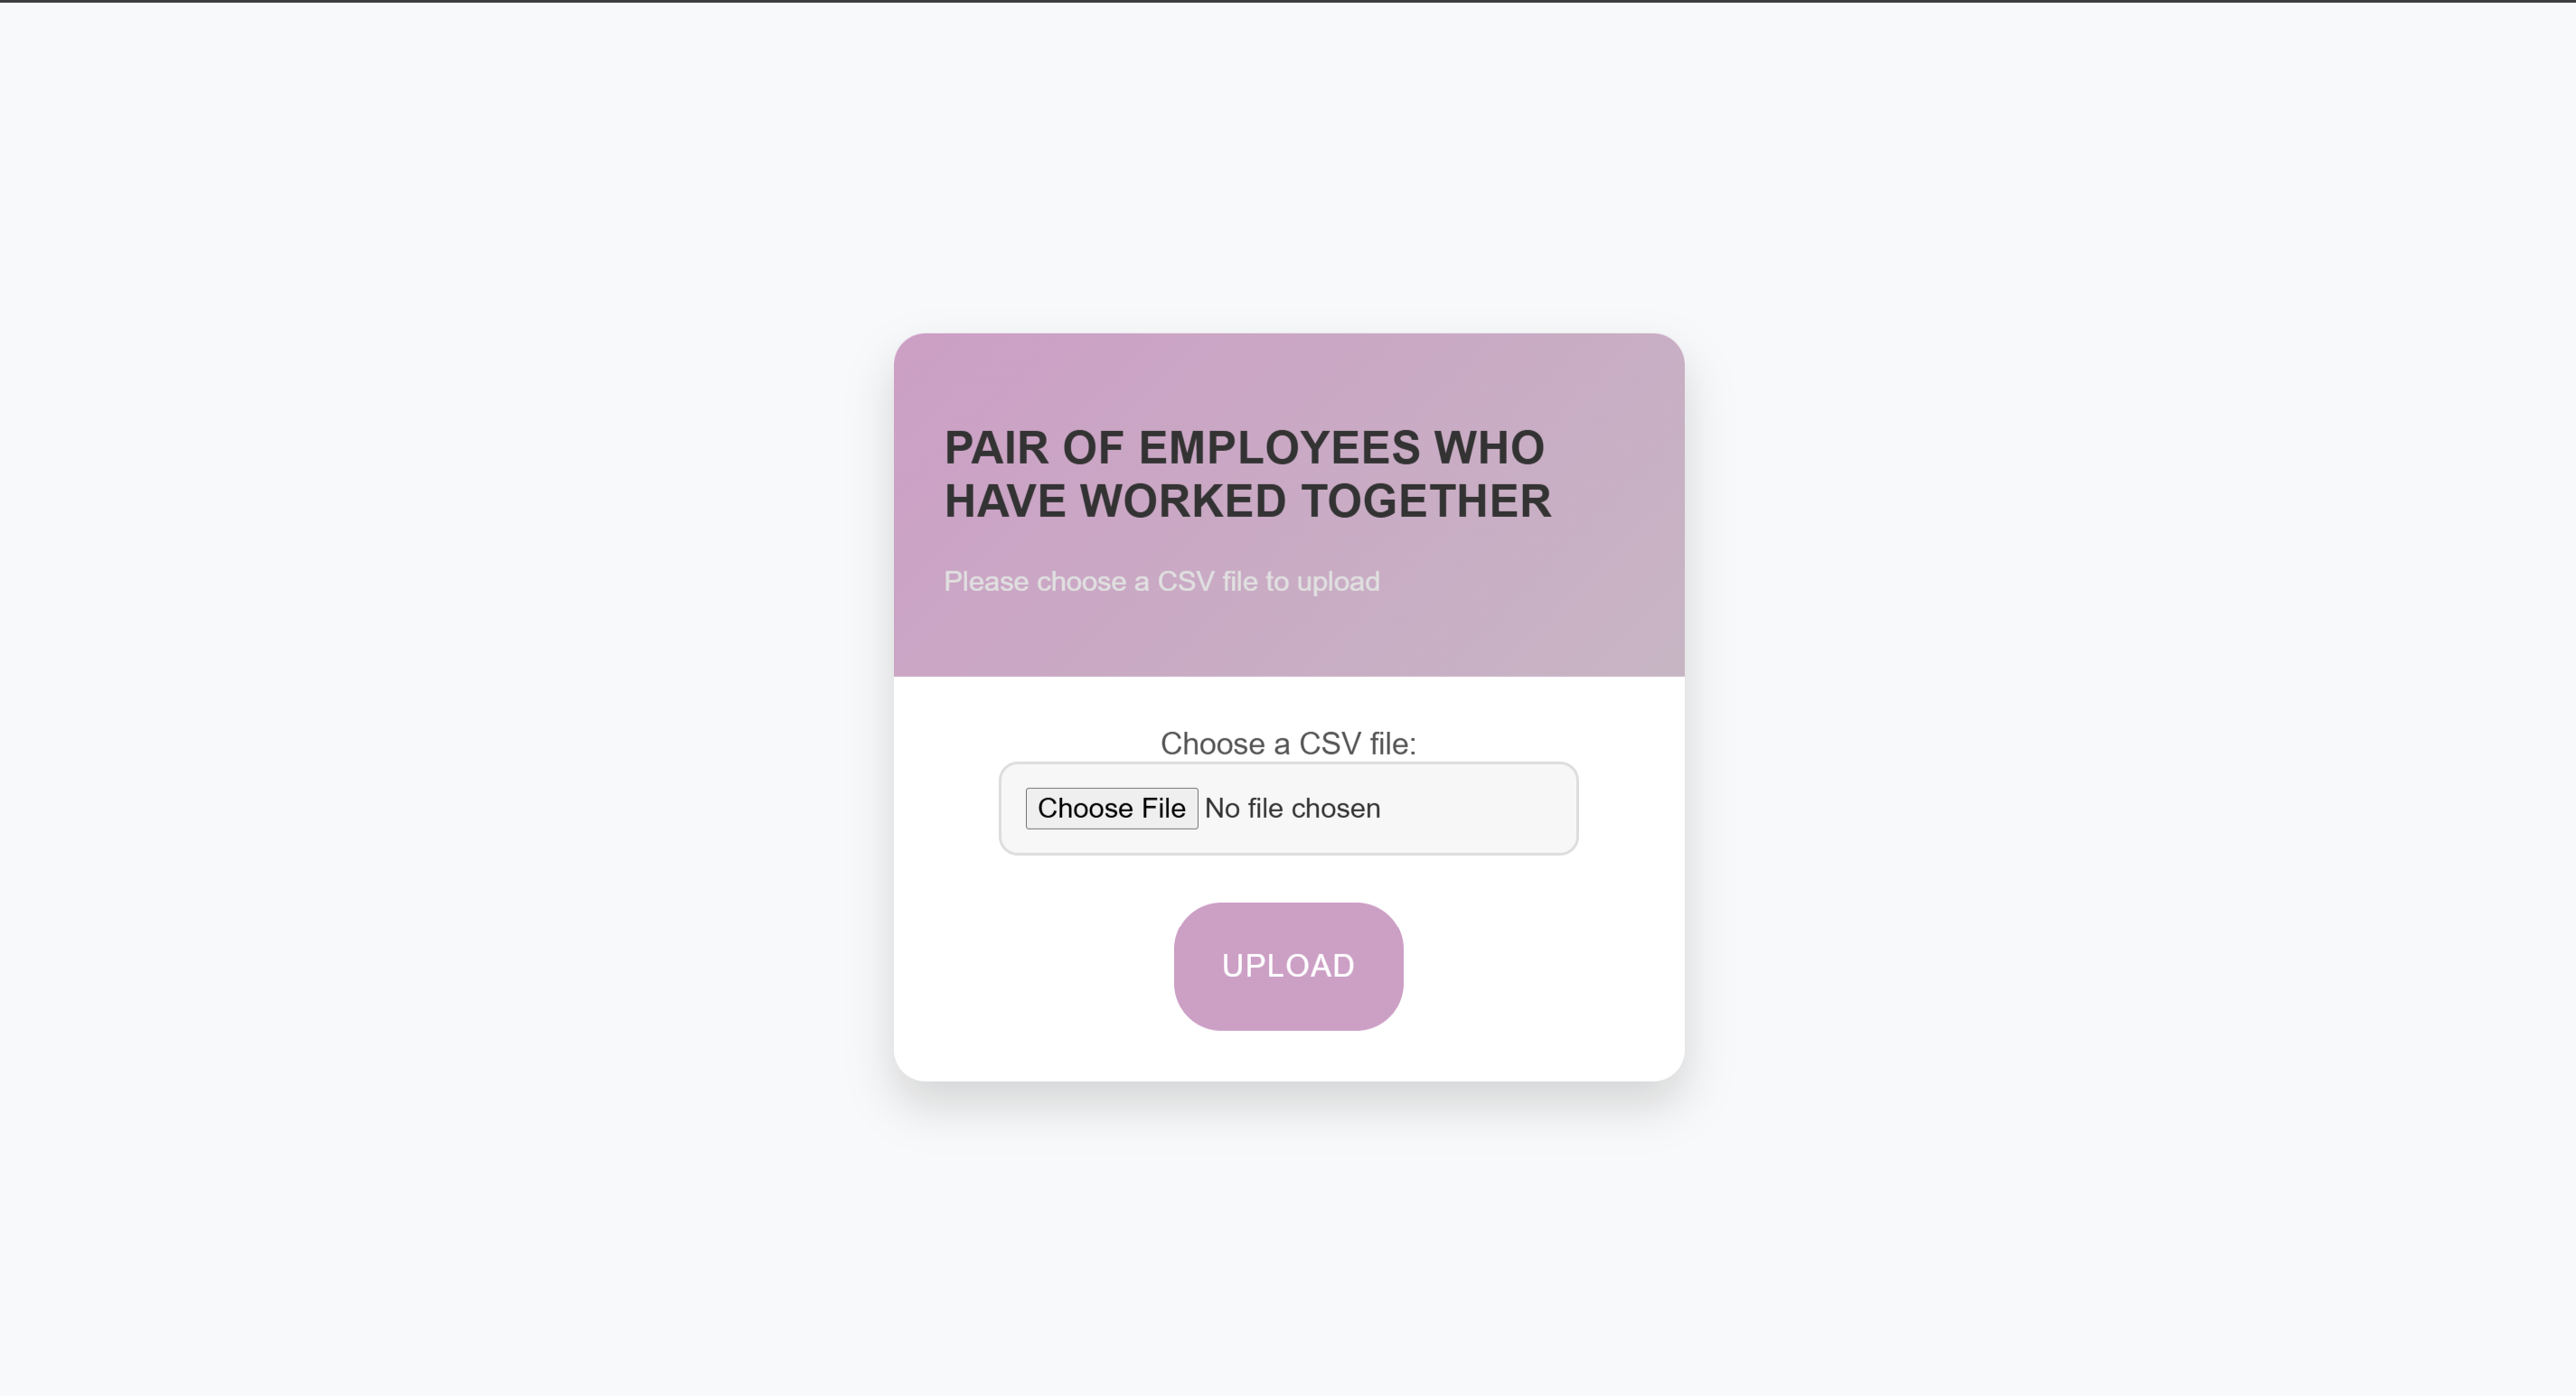 PAIR OF EMPLOYEES WHO
HAVE WORKED TOGETHER
Please choose a CSV file to upload
Choose a CSV file:
Choose File No file chosen
UPLOAD